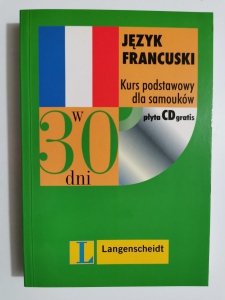 JĘZYK
FRANCUSKI
Kurs podstawowy
dla samouków
płyta CD gratis
w
30
dni
L
Langenscheidt